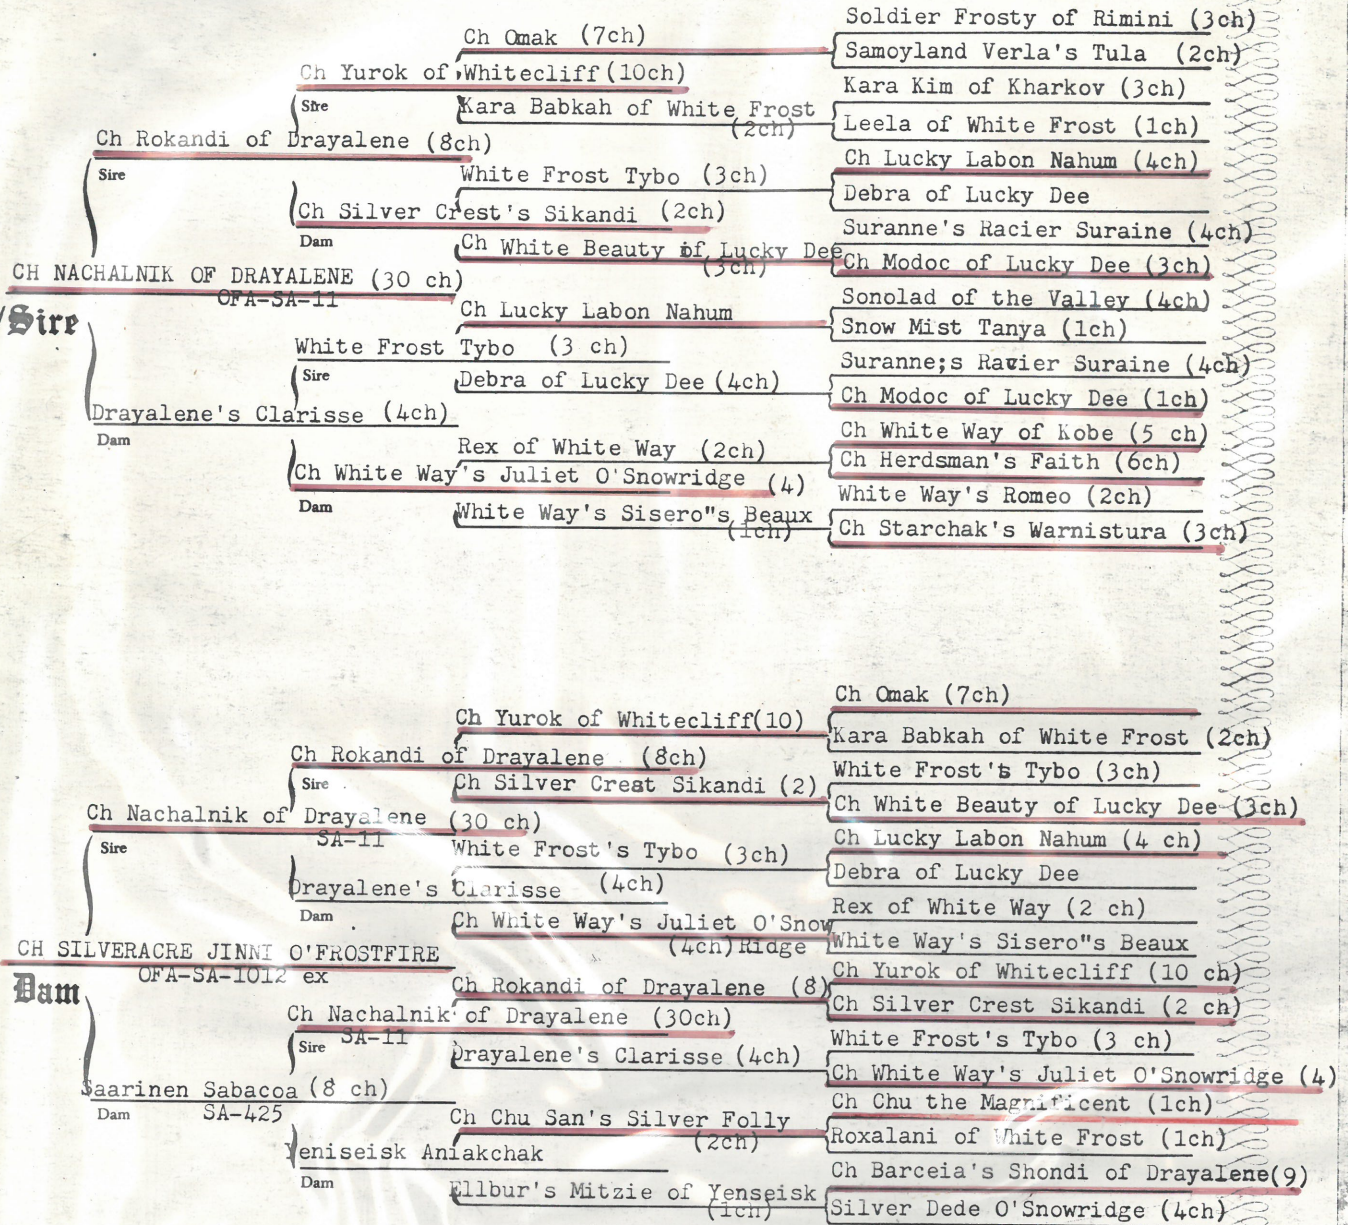 Soldier Frosty of Rimini (3ch)
Ch Omak (7ch)
Samoyland Verla's Tula (2ch)
Ch Yurok of Whitecliff (10ch)
Kara Kim of Kharkov (3ch)
Sire
Kara Babkah of White Frost
(2ch)
Leela of White Frost (1ch)
Ch Rokandi of Drayalene (8ch)
Ch Lucky Labon Nahum (4ch)
Sire
White Frost Tybo (3ch)
Debra of Lucky Dee
Ch Silver Crest's Sikandi (2ch)
Suranne's Racier Suraine (4ch)
Dam
Ch White Beauty of Lucky Dee
(3ch)
Ch Modoc of Lucky Dee (3ch)
CH NACHALNIK OF DRAYALENE (30 ch)
OFA-SA-11
Sonolad of the Valley (4ch)
Sire
Ch Lucky Labon Nahum
Snow Mist Tanya (1ch)
White Frost Tybo (3 ch)
Suranne;s Racier Suraine (4ch)
Sire
Debra of Lucky Dee (4ch)
Ch Modoc of Lucky Dee (1ch)
Drayalene's Clarisse (4ch)
Dam
Ch White Way of Kobe (5 ch)
Rex of White Way (2ch)
Ch Herdsman's Faith (6ch)
Ch White Way's Juliet O'Snowridge (4)
White Way's Romeo (2ch)
Dam
White Way's Sisero"s Beaux
(1ch)
Ch Starchak's Warnistura (3ch)
Ch Omak (7ch)
Ch Yurok of Whitecliff(10)
Kara Babkah of White Frost (2ch)
Ch Rokandi of Drayalene (8ch)
White Frost's Tybo (3ch)
Sire
Ch Silver Crest Sikandi (2)
Ch White Beauty of Lucky Dee (3ch)
Ch Nachalnik of Drayalene (30 ch)
SA-11
Sire
Ch Lucky Labon Nahum (4 ch)
White Frost's Tybo (3ch)
Debra of Lucky Dee
Drayalene's Clarisse (4ch)
Rex of White Way (2 ch)
Dam
Ch White Way's Juliet O'Snow
(4ch) Ridge
White Way's Sisero"s Beaux
CH SILVERACRE JINNI O'FROSTFIRE
OFA-SA-1012 ex
Dam
Ch Yurok of Whitecliff (10 ch)
Ch Rokandi of Drayalene (8)
Ch Silver Crest Sikandi (2 ch)
Ch Nachalnik of Drayalene (30ch)
SA-11
Sire
White Frost's Tybo (3 ch)
Drayalene's Clarisse (4ch)
Ch White Way's Juliet O'Snowridge (4)
Saarinen Sabacoa (8 ch)
SA-425
Dam
Ch Chu the Magnificent (1ch)
Ch Chu San's Silver Folly
(2ch)
Roxalani of White Frost (1ch)
Yeniseisk Aniakchak
Ch Barceia's Shondi of Drayalene(9)
Dam
Ellbur's Mitzie of Yenseisk
(1ch)
Silver Dede O'Snowridge (4ch)